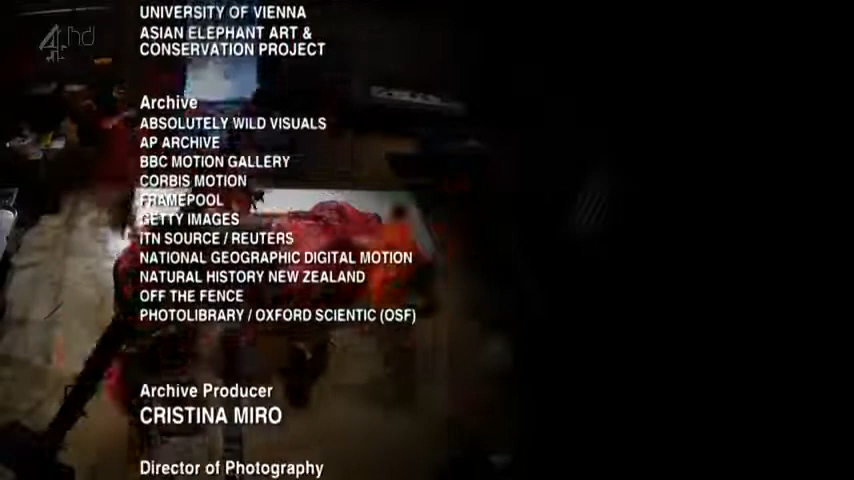 4hd
UNIVERSITY OF VIENNA
ASIAN ELEPHANT ART &
CONSERVATION PROJECT
Archive
ABSOLUTELY WILD VISUALS
AP ARCHIVE
BBC MOTION GALLERY
CORBIS MOTION
FRAMEPOOL
GETTY IMAGES
ITN SOURCE / REUTERS
NATIONAL GEOGRAPHIC DIGITAL MOTION
NATURAL HISTORY NEW ZEALAND
OFF THE FENCE
PHOTOLIBRARY / OXFORD SCIENTIC (OSF)
Archive Producer
CRISTINA MIRO
Director of Photography